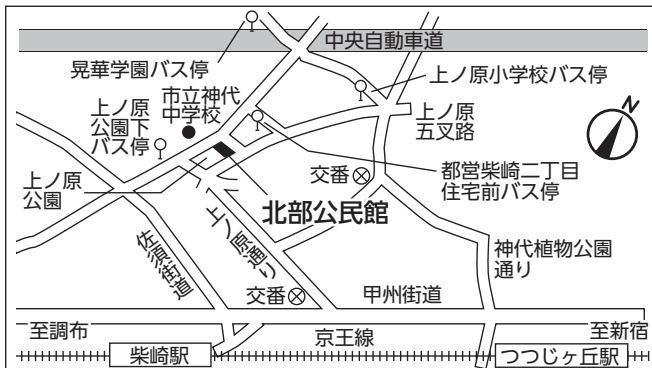 中央自動車道
晃華学園バス停
上ノ原小学校バス停
市立神代
中学校
上ノ原
公園下
バス停
上ノ原
五叉路
N
都営柴崎二丁目
住宅前バス停
交番
上ノ原
公園
北部公民館
上ノ原通り
佐須街道
神代植物公園
通り
交番
甲州街道
至調布
京王線
至新宿
柴崎駅
つつじヶ丘駅